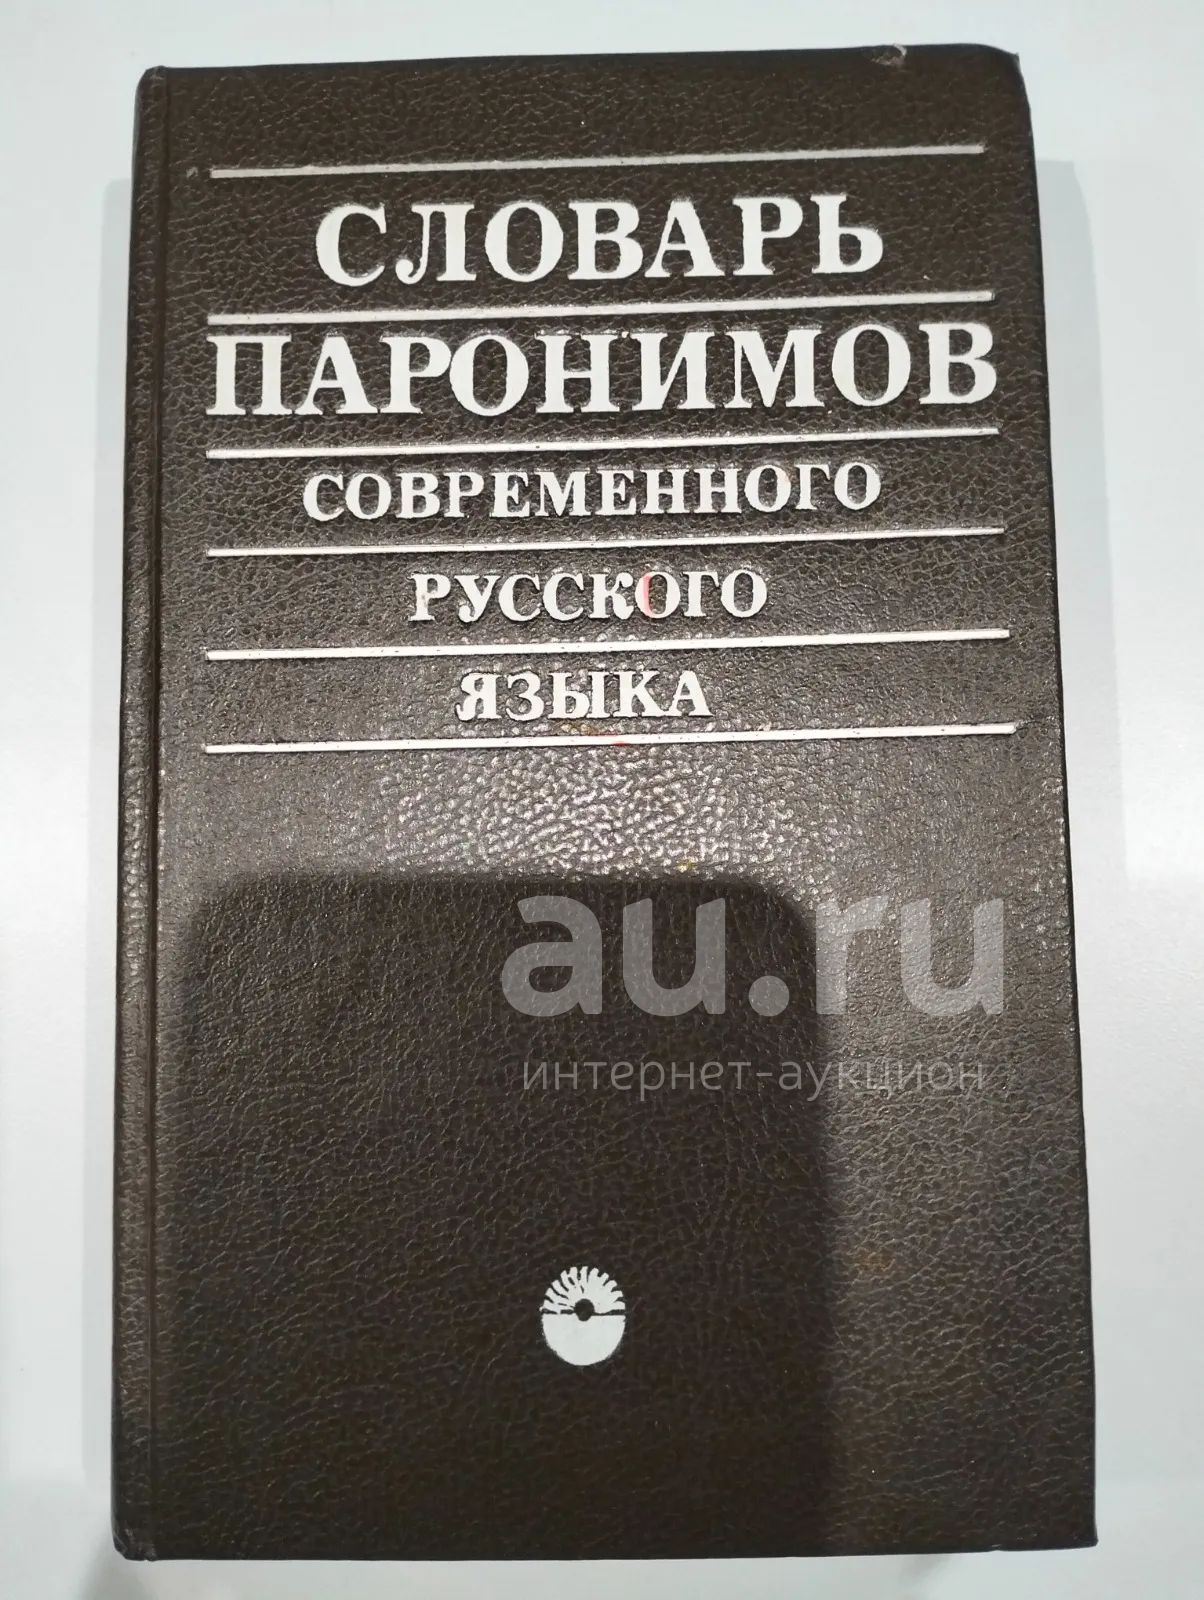 СЛОВАРЬ
ПАРОНИМОВ
СОВРЕМЕННОГО
РУССКОГО
ЯЗЫКА
au.ru
интернет-аукцион